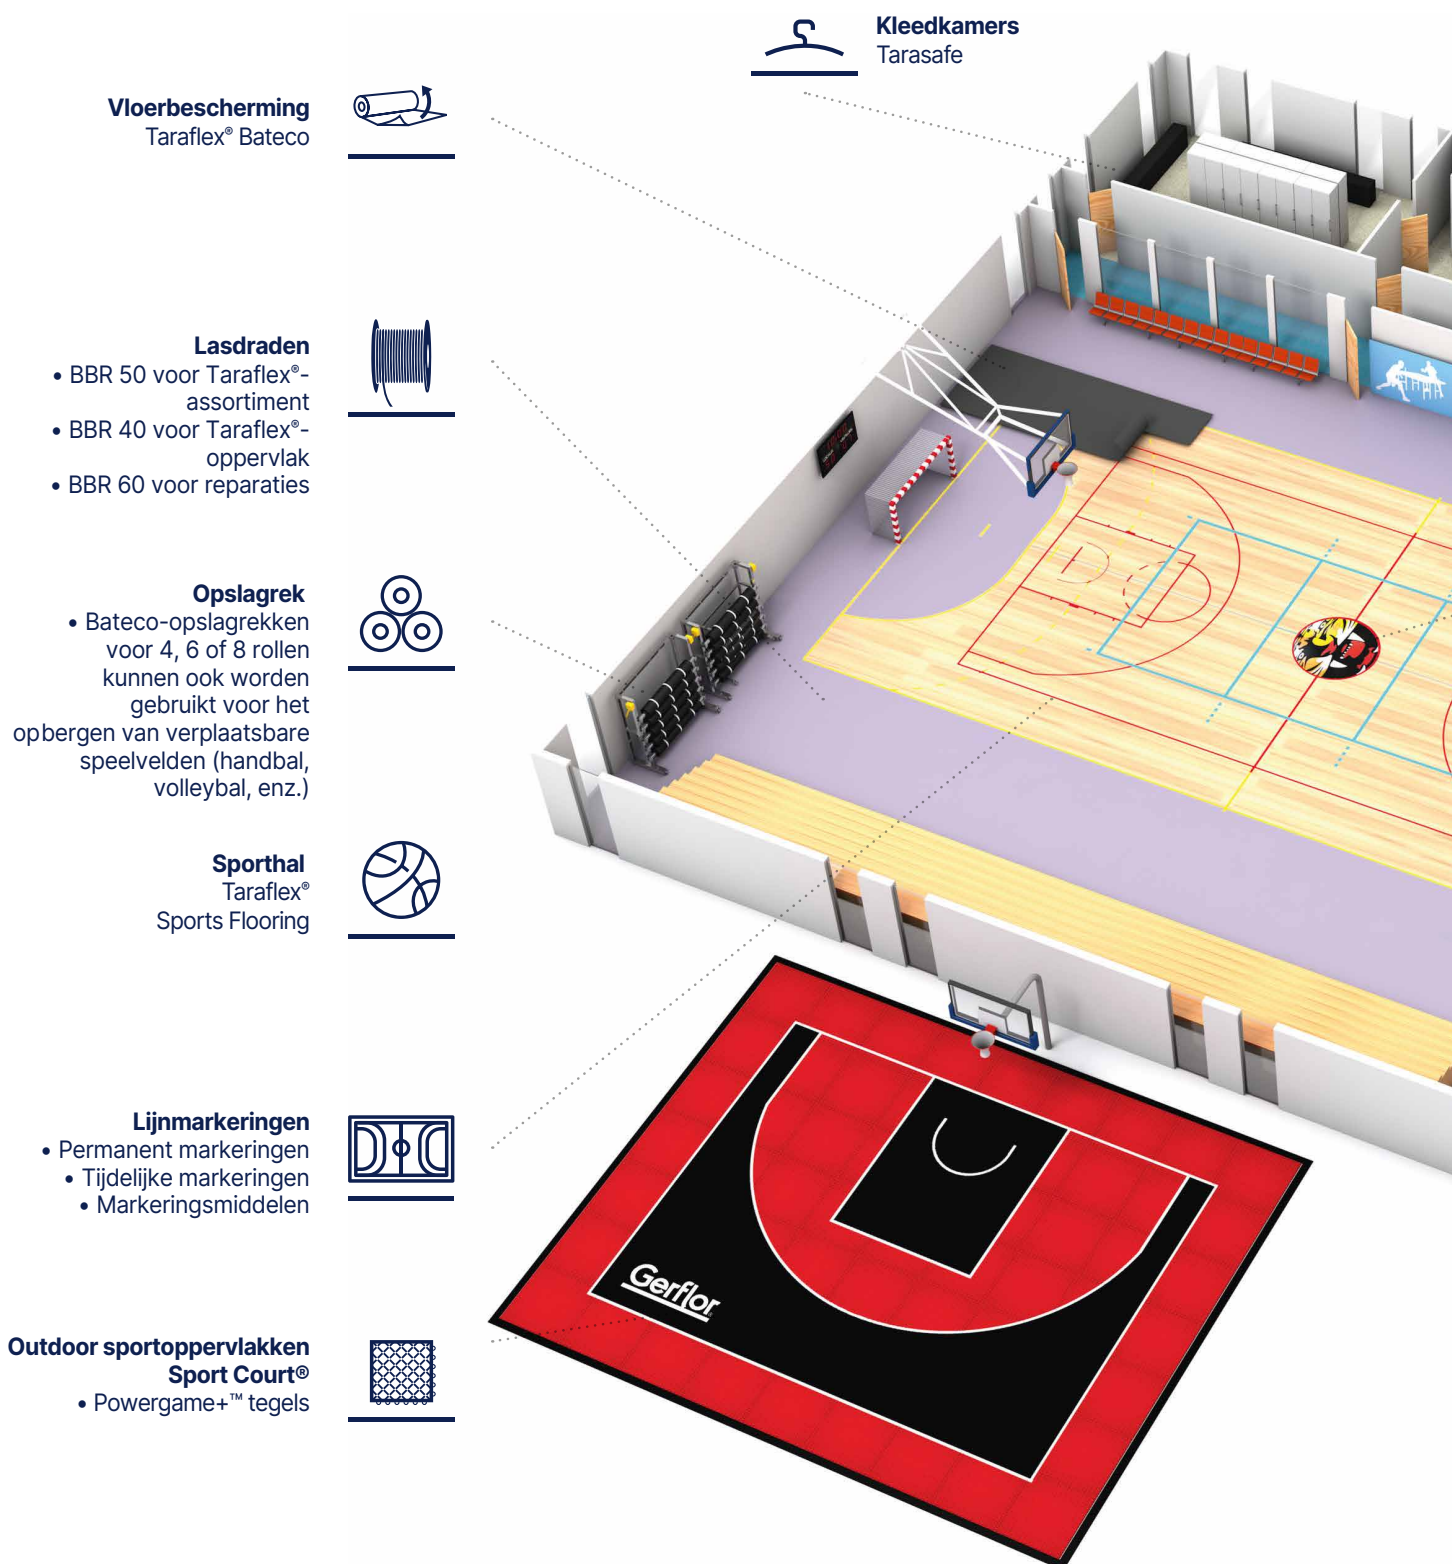 Kleedkamers
Tarasafe
Vloerbescherming
Taraflex® Bateco
Lasdraden
• BBR 50 voor Taraflex®-
assortiment
• BBR 40 voor Taraflex®-
oppervlak
• BBR 60 voor reparaties
Opslagrek
• Bateco-opslagrekken
voor 4, 6 of 8 rollen
kunnen ook worden
gebruikt voor het
opbergen van verplaatsbare
speelvelden (handbal,
volleybal, enz.)
Sporthal
Taraflex®
Sports Flooring
Lijnmarkeringen
• Permanent markeringen
• Tijdelijke markeringen
• Markeringsmiddelen
Outdoor sportoppervlakken
Sport Court®
• Powergame+™ tegels
Gerflor